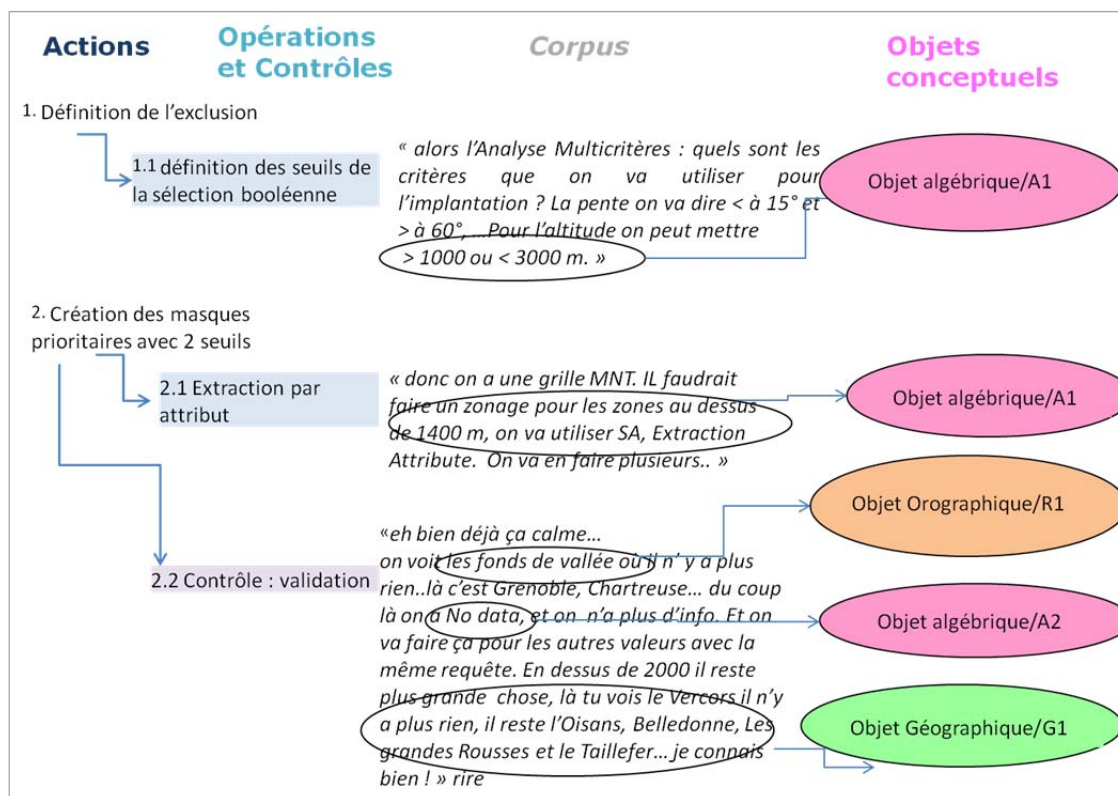 Actions
Opérations
et Contrôles
Corpus
Objets
conceptuels
1. Définition de l’exclusion
1.1 définition des seuils de
la sélection booléenne
« alors l’Analyse Multicritères : quels sont les
critères que on va utiliser pour
l’implantation ? La pente on va dire < à 15° et
> à 60°, …Pour l’altitude on peut mettre
> 1000 ou < 3000 m. »
Objet algébrique/A1
2. Création des masques
prioritaires avec 2 seuils
2.1 Extraction par
attribut
« donc on a une grille MNT. IL faudrait
faire un zonage pour les zones au dessus
de 1400 m, on va utiliser SA, Extraction
Attribute. On va en faire plusieurs.. »
Objet algébrique/A1
Objet Orographique/R1
2.2 Contrôle : validation
«eh bien déjà ça calme…
on voit les fonds de vallée où il n’ y a plus
rien..là c’est Grenoble, Chartreuse… du coup
là on a No data, et on n’a plus d’info. Et on
va faire ça pour les autres valeurs avec la
même requête. En dessus de 2000 il reste
plus grande chose, là tu vois le Vercors il n’y
a plus rien, il reste l’Oisans, Belledonne, Les
grandes Rousses et le Taillefer… je connais
bien ! » rire
Objet algébrique/A2
Objet Géographique/G1